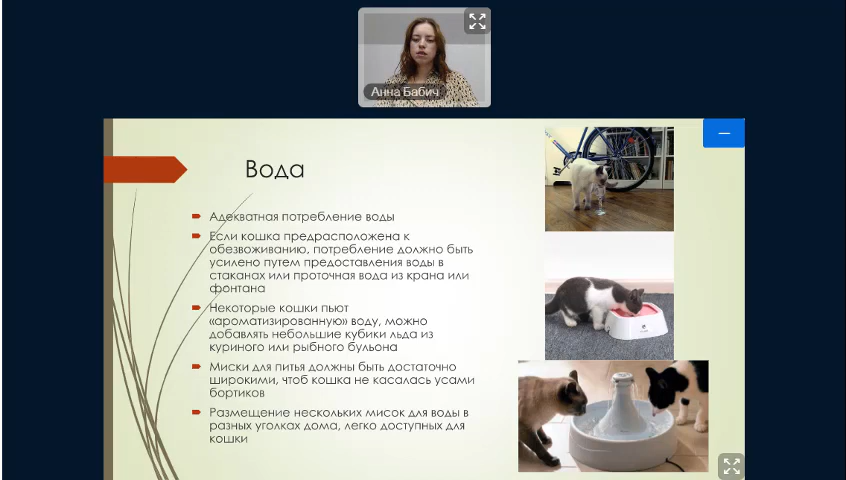 Анна Бабич
Вода
Адекватная потребление воды
Если кошка предрасположена к
обезвоживанию, потребление должно быть
усилено путем предоставления воды в
стаканах или проточная вода из крана или
фонтана
Некоторые кошки пьют
«ароматизированную» воду, можно
добавлять небольшие кубики льда из
куриного или рыбного бульона
Миски для питья должны быть достаточно
широкими, чтоб кошка не касалась усами
бортиков
Размещение нескольких мисок для воды в
разных уголках дома, легко доступных для
кошки